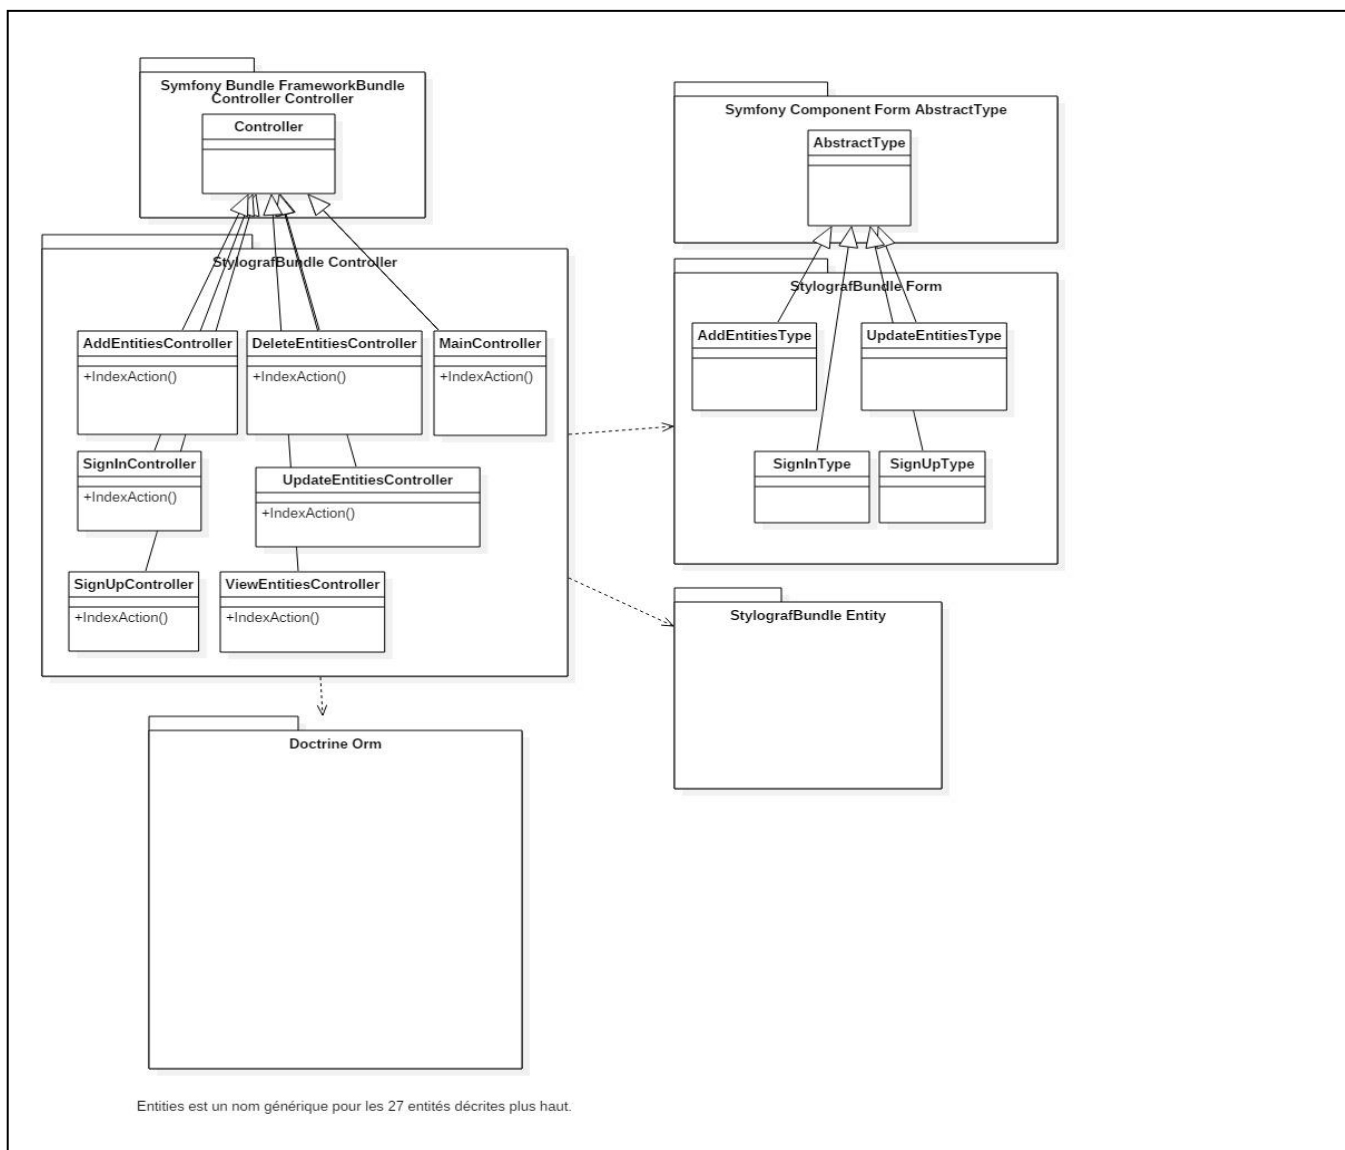 Symfony Bundle FrameworkBundle
Controller Controller
Controller
StylografBundle Controller
AddEntitiesController
+IndexAction()
DeleteEntitiesController
+IndexAction()
MainController
+IndexAction()
SignInController
+IndexAction()
UpdateEntitiesController
+IndexAction()
SignUpController
+IndexAction()
ViewEntitiesController
+IndexAction()
Symfony Component Form AbstractType
AbstractType
StylografBundle Form
AddEntitiesType
UpdateEntitiesType
SignInType
SignUpType
StylografBundle Entity
Doctrine Orm
Entities est un nom générique pour les 27 entités décrites plus haut.